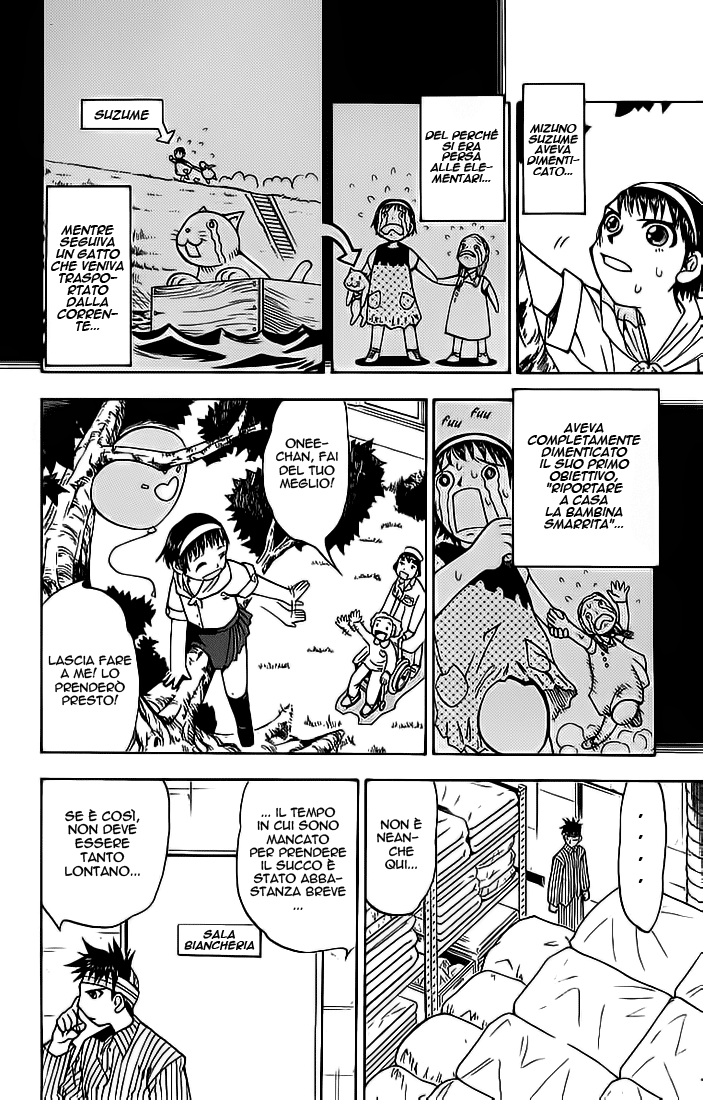 MIZUNO
SUZUME
AVEVA
DIMENTI-
CATO...
DEL PERCHÉ
SI ERA
PERSA
ALLE ELE-
MENTARI...
SUZUME
MENTRE
SEGUIVA
UN GATTO
CHE VENIVA
TRASPO-
RTATO
DALLA
CORREN-
TE...
AVEVA
COMPLETAMENTE
DIMENTICATO
IL SUO PRIMO
OBIETTIVO,
"RIPORTARE
A CASA
LA BAMBINA
SMARRITA"...
FUU
FUU
ONEE-
CHAN, FAI
DEL TUO
MEGLIO!
LASCIA FARE
A ME! LO
PRENDERÒ
PRESTO!
....
NON È
NEAN-
CHE
QUI...
... IL TEMPO
IN CUI SONO
MANCATO
PER PRENDERE
IL SUCCO È
STATO ABBA-
STANZA BREVE
...
SE È COSÌ,
NON DEVE
ESSERE
TANTO
LONTANO...
SALA
BIANCHERIA